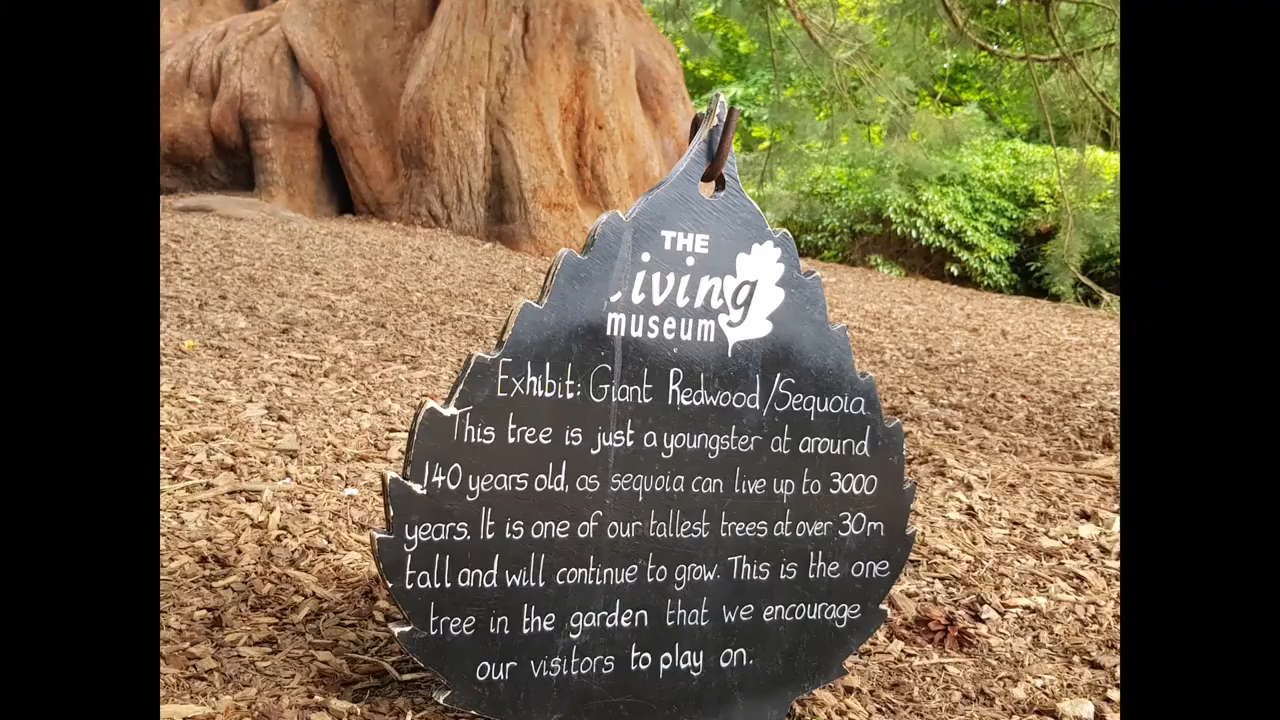 THE
living
museum
Exhibit: Giant Redwood/Sequoia
This tree is just a youngster at around
140 years old, as sequoia can live up to 3000
years. It is one of our tallest trees at over 30m
tall and will continue to grow. This is the one
tree in the garden that we encourage
our visitors to play on.